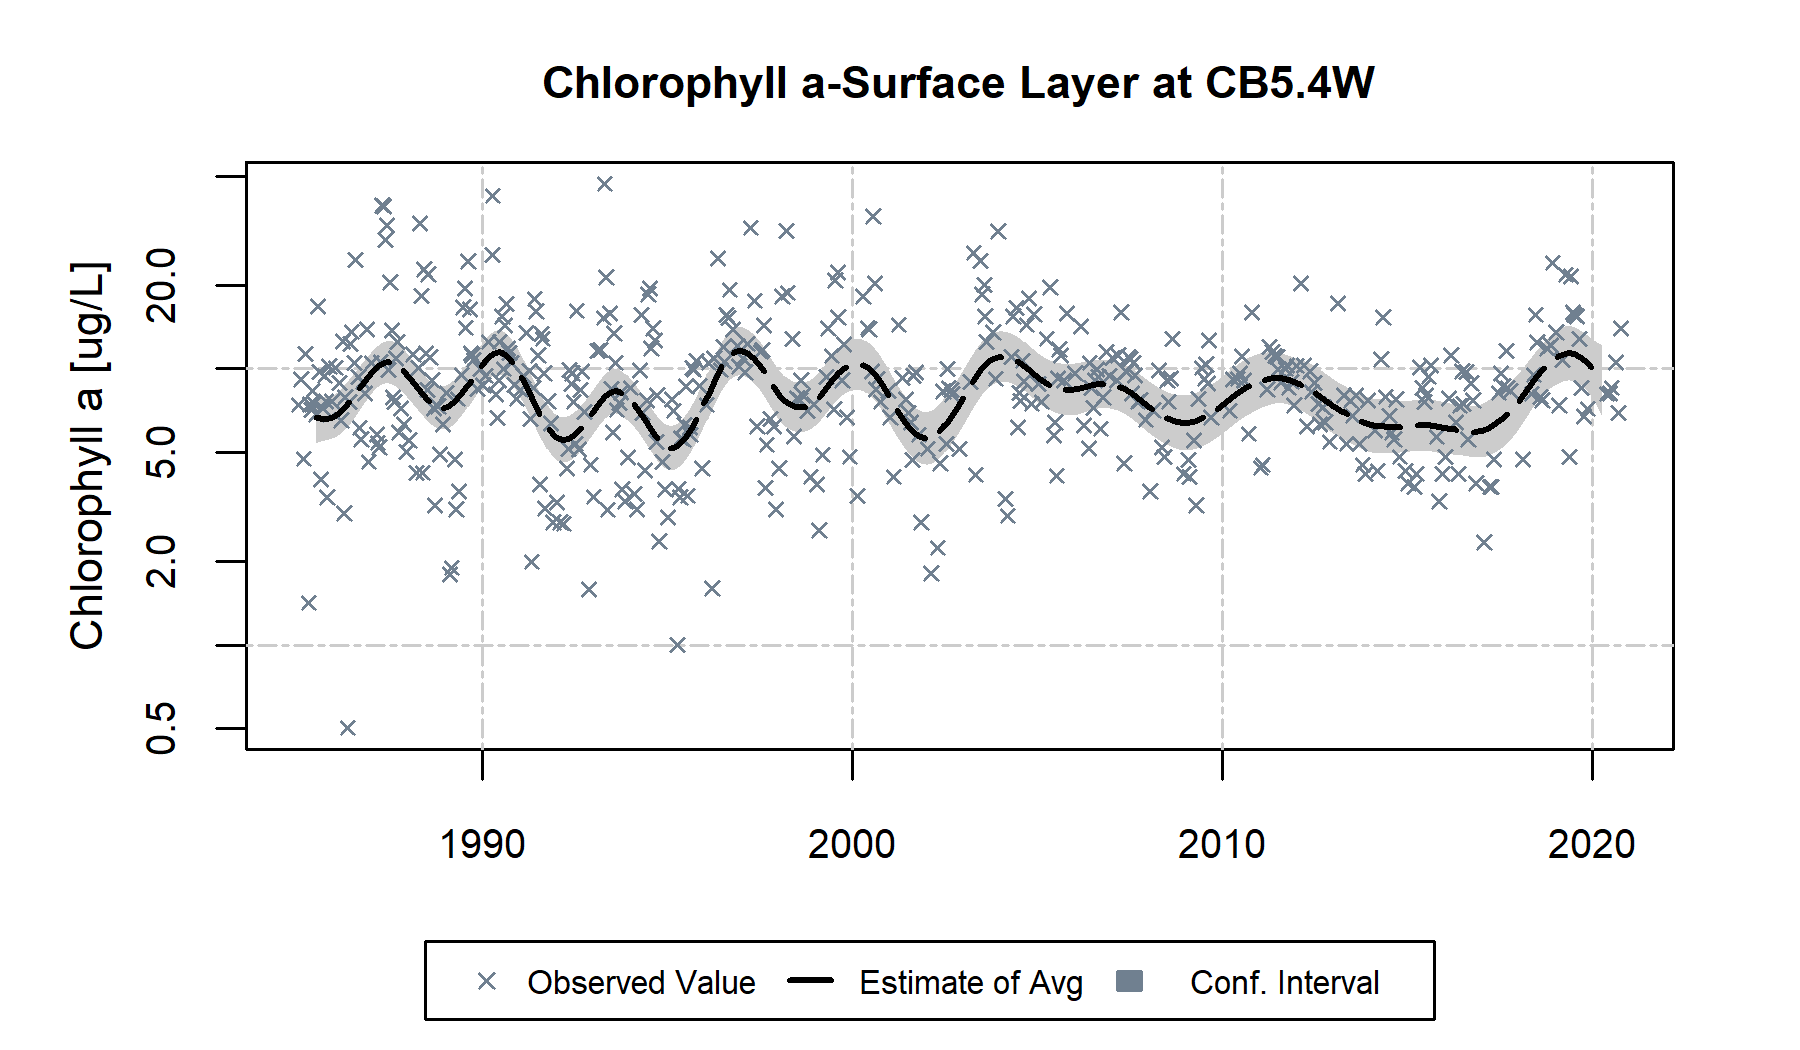 Chlorophyll a-Surface Layer at CB5.4W
Chlorophyll a [ug/L]
20.0
5.0
2.0
0.5
1990 2000 2010 2020
Observed Value Estimate of Avg Conf. Interval